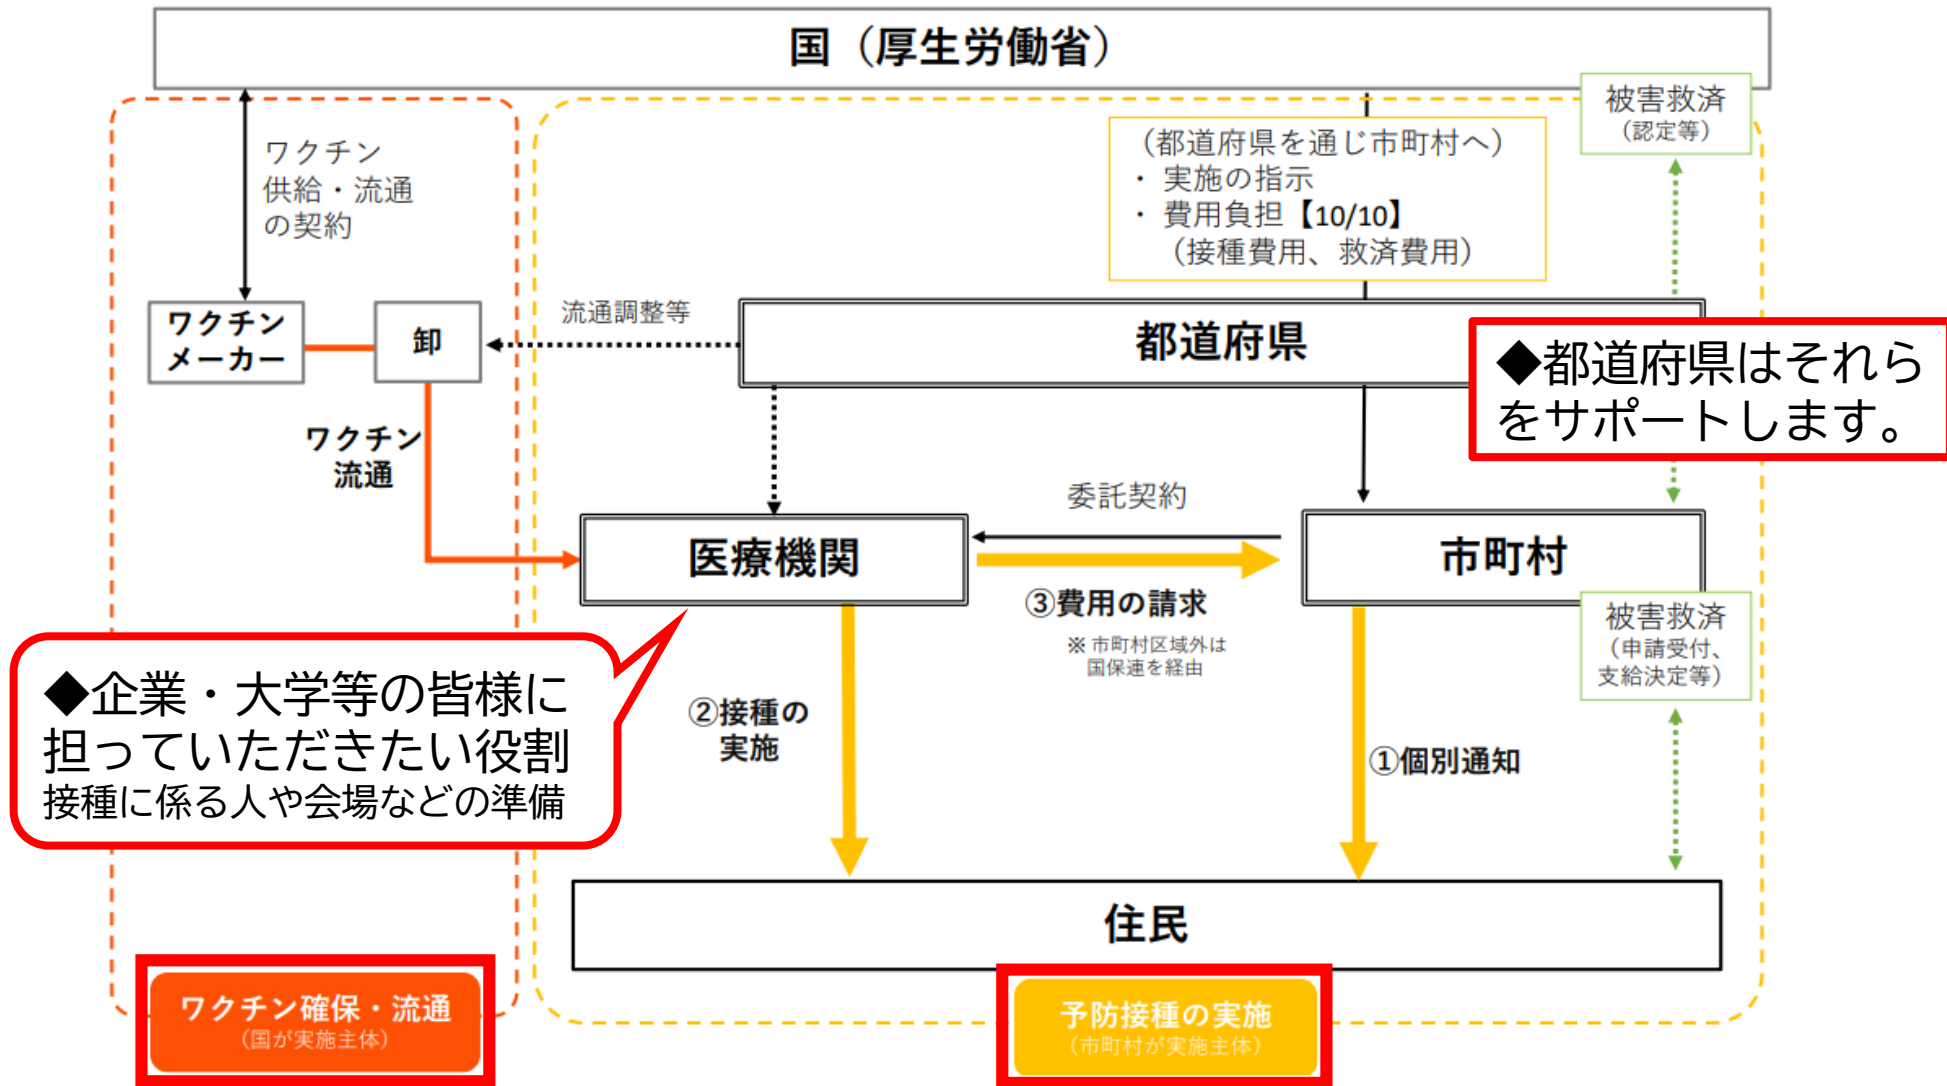 国（厚生労働省）
被害救済
（認定等）
ワクチン
供給・流通
の契約
（都道府県を通じ市町村へ）
・ 実施の指示
・ 費用負担【10/10】
（接種費用、救済費用）
ワクチン
メーカー
卸
流通調整等
都道府県
◆都道府県はそれら
をサポートします。
ワクチン
流通
委託契約
医療機関
市町村
③費用の請求
※ 市町村区域外は
国保連を経由
被害救済
（申請受付、
支給決定等）
◆企業・大学等の皆様に
担っていただきたい役割
接種に係る人や会場などの準備
②接種の
実施
①個別通知
住民
ワクチン確保・流通
（国が実施主体）
予防接種の実施
（市町村が実施主体）